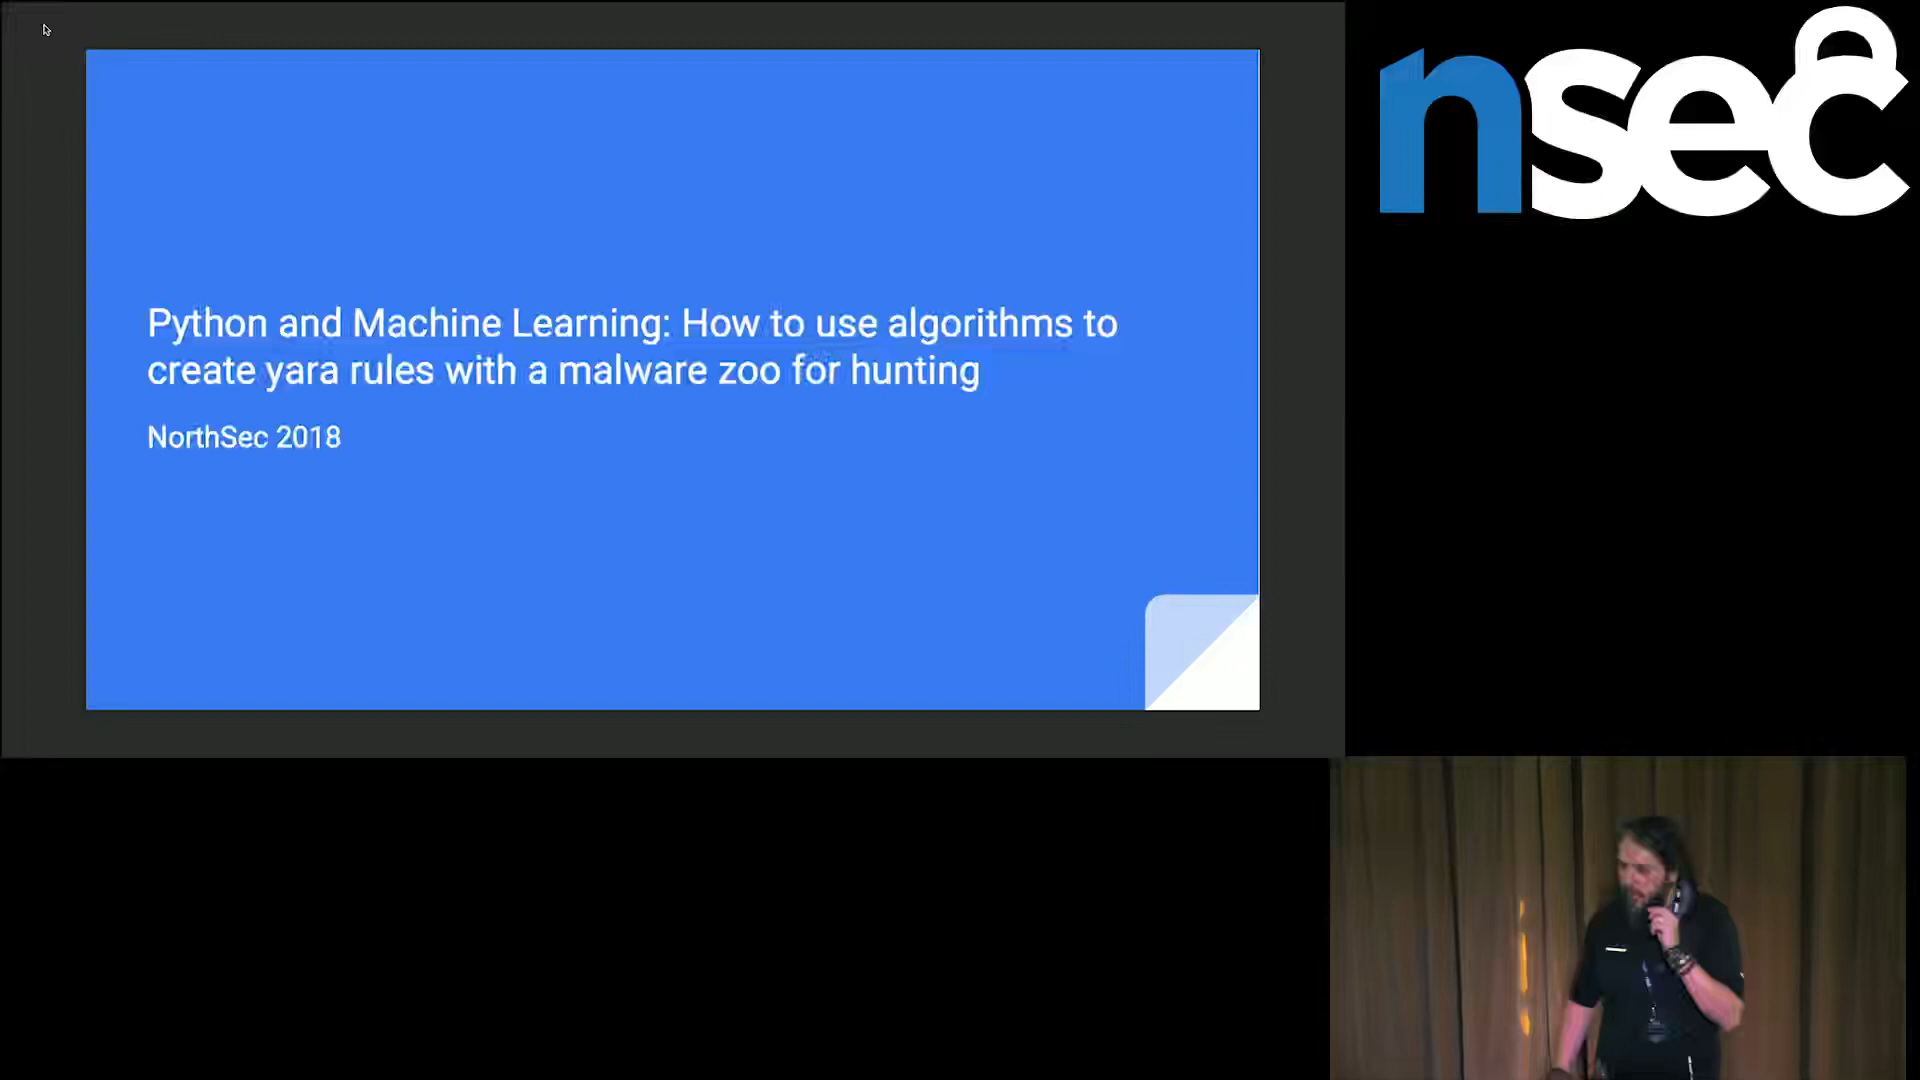 Python and Machine Learning: How to use algorithms to
create yara rules with a malware zoo for hunting
NorthSec 2018
nsec